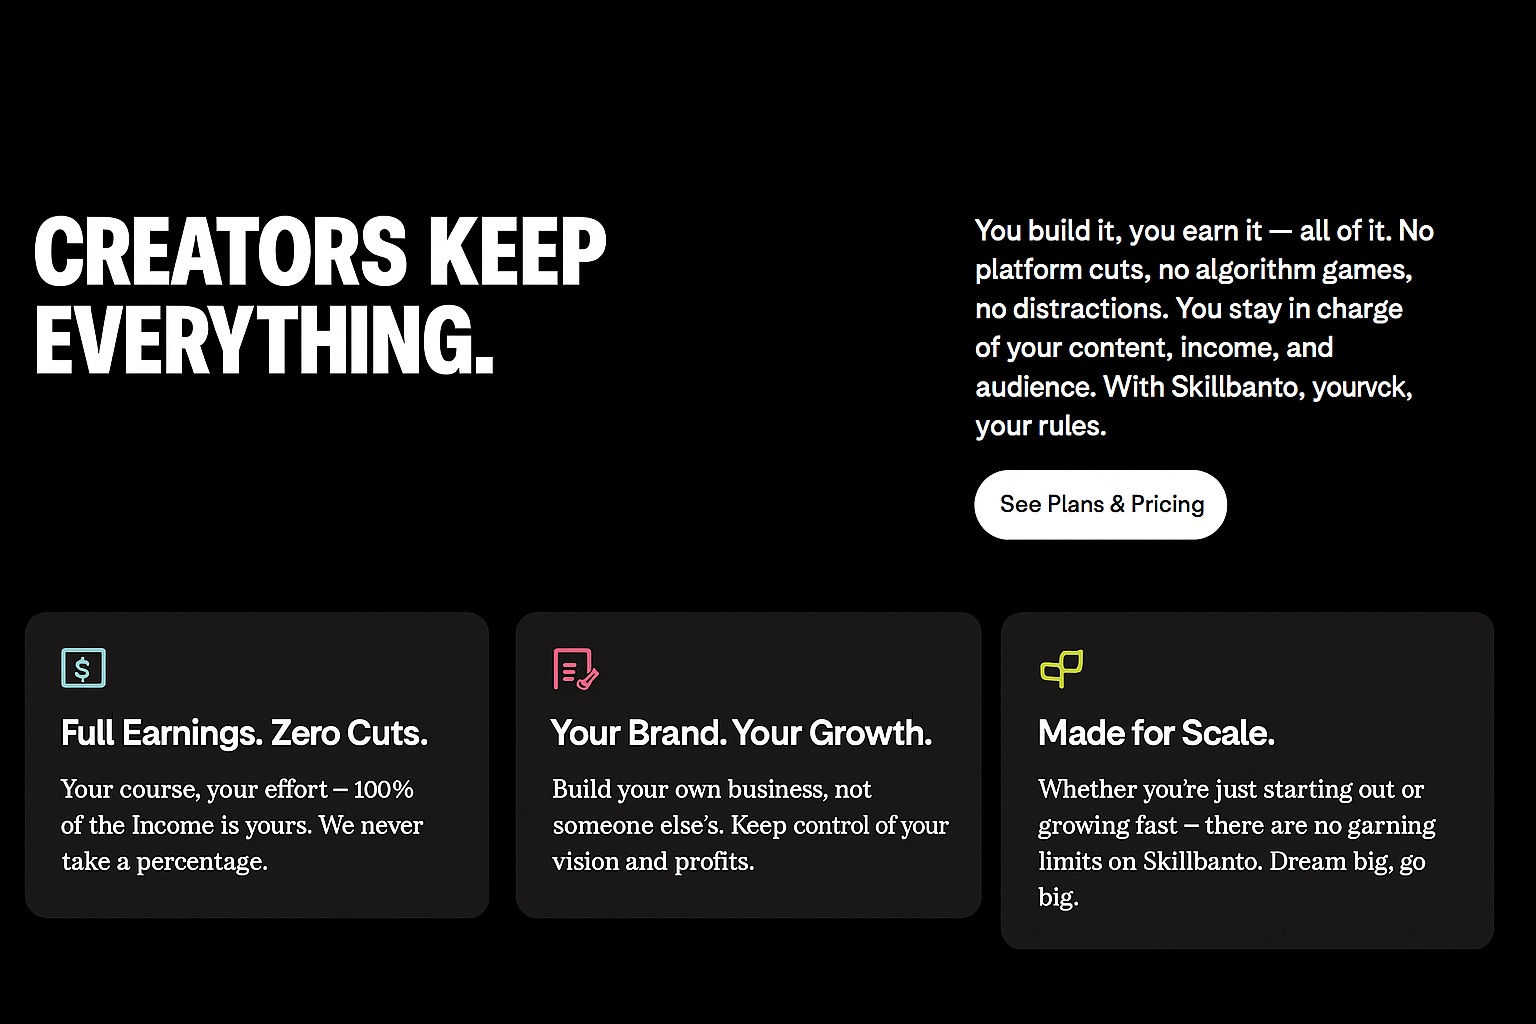 CREATORS KEEP
EVERYTHING.
You build it, you earn it — all of it. No
platform cuts, no algorithm games,
no distractions. You stay in charge
of your content, income, and
audience. With Skillbanto, yourvck,
your rules.
See Plans & Pricing
$
Full Earnings. Zero Cuts.
Your course, your effort – 100%
of the Income is yours. We never
take a percentage.
Your Brand. Your Growth.
Build your own business, not
someone else’s. Keep control of your
vision and profits.
Made for Scale.
Whether you’re just starting out or
growing fast – there are no garning
limits on Skillbanto. Dream big, go
big.